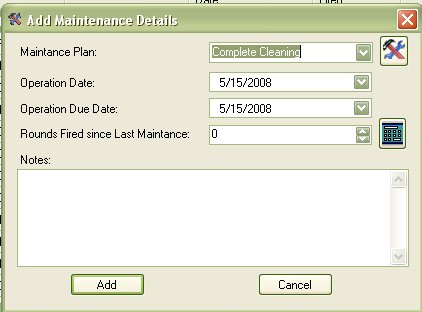 Add Maintenance Details
Maintance Plan: Complete Cleaning
Operation Date: 5/15/2008
Operation Due Date: 5/15/2008
Rounds Fired since Last Maintance: 0
Notes:
Add Cancel